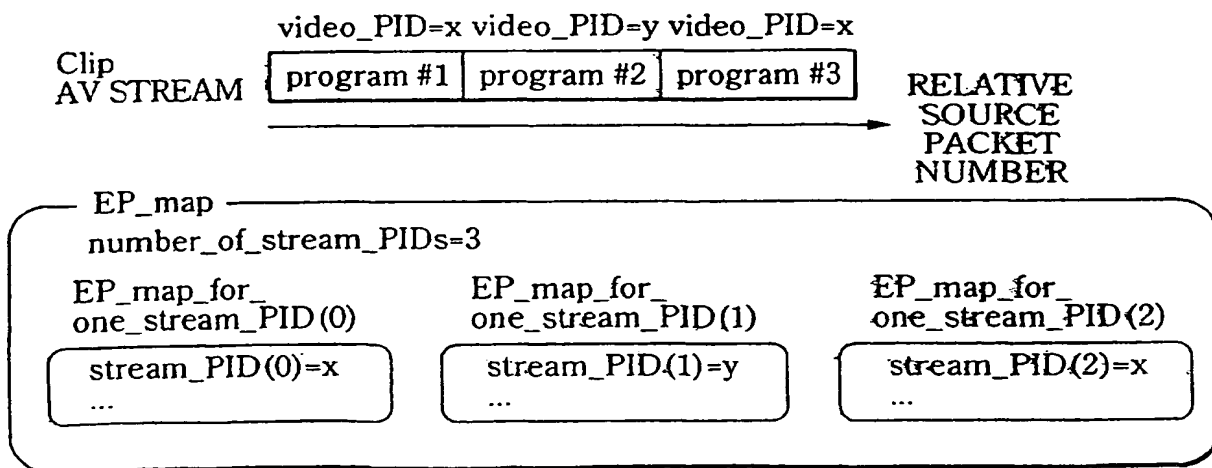 video_PID=x video_PID=y video_PID=x
Clip
AV STREAM
program #1 program #2 program #3
RELATIVE
SOURCE
PACKET
NUMBER
EP_map
number_of_stream_PIDs=3
EP_map_for_
one_stream_PID(0)
stream_PID(0)=x
...
EP_map_for_
one_stream_PID(1)
stream_PID(1)=y
...
EP_map_for_
one_stream_PID(2)
stream_PID(2)=x
...